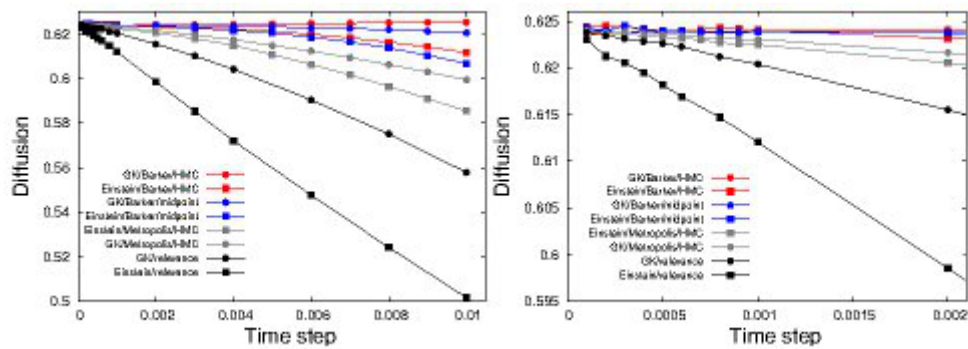 0.62
0.6
0.58
0.56
0.54
0.52
0.5
Diffusion
GK/Barker/HMC
Einstein/Barker/HMC
GK/Barker/midpoint
Einstein/Barker/midpoint
Einstein/Metropolis/HMC
GK/Metropolis/HMC
GK/relevance
Einstein/relevance
0 0.002 0.004 0.006 0.008 0.01
Time step
0.625
0.62
0.615
0.61
0.605
0.6
0.595
Diffusion
GK/Barker/HMC
Einstein/Barker/HMC
GK/Barker/midpoint
Einstein/Barker/midpoint
Einstein/Metropolis/HMC
GK/Metropolis/HMC
GK/relevance
Einstein/relevance
0 0.0005 0.001 0.0015 0.002
Time step